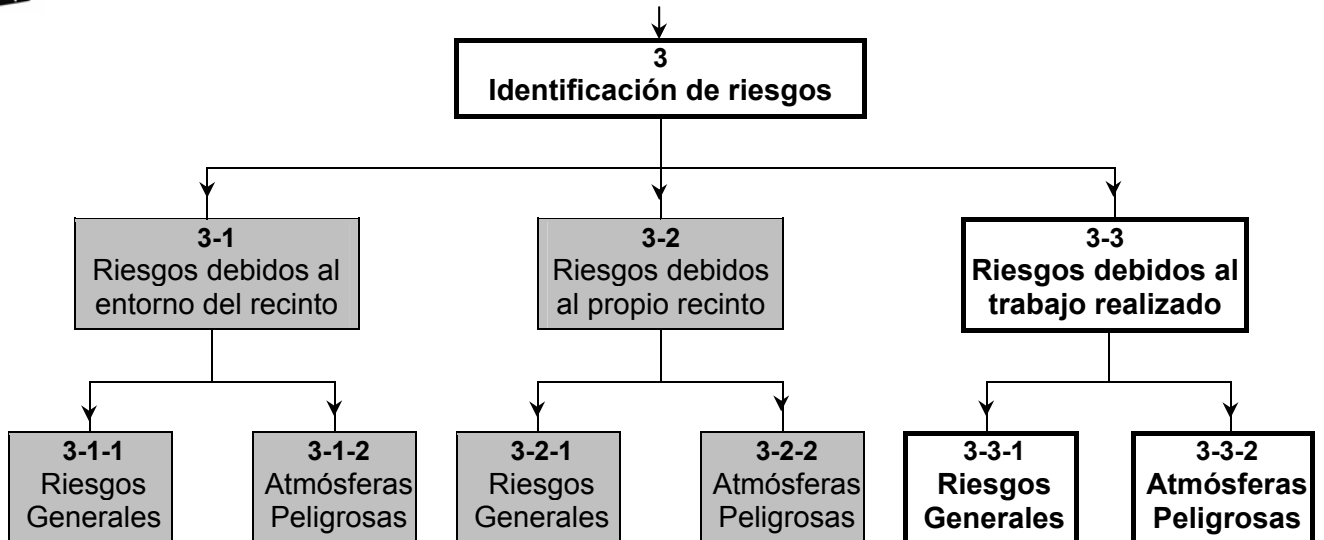 3
Identificación de riesgos
3-1
Riesgos debidos al
entorno del recinto
3-2
Riesgos debidos
al propio recinto
3-3
Riesgos debidos al
trabajo realizado
3-1-1
Riesgos
Generales
3-1-2
Atmósferas
Peligrosas
3-2-1
Riesgos
Generales
3-2-2
Atmósferas
Peligrosas
3-3-1
Riesgos
Generales
3-3-2
Atmósferas
Peligrosas